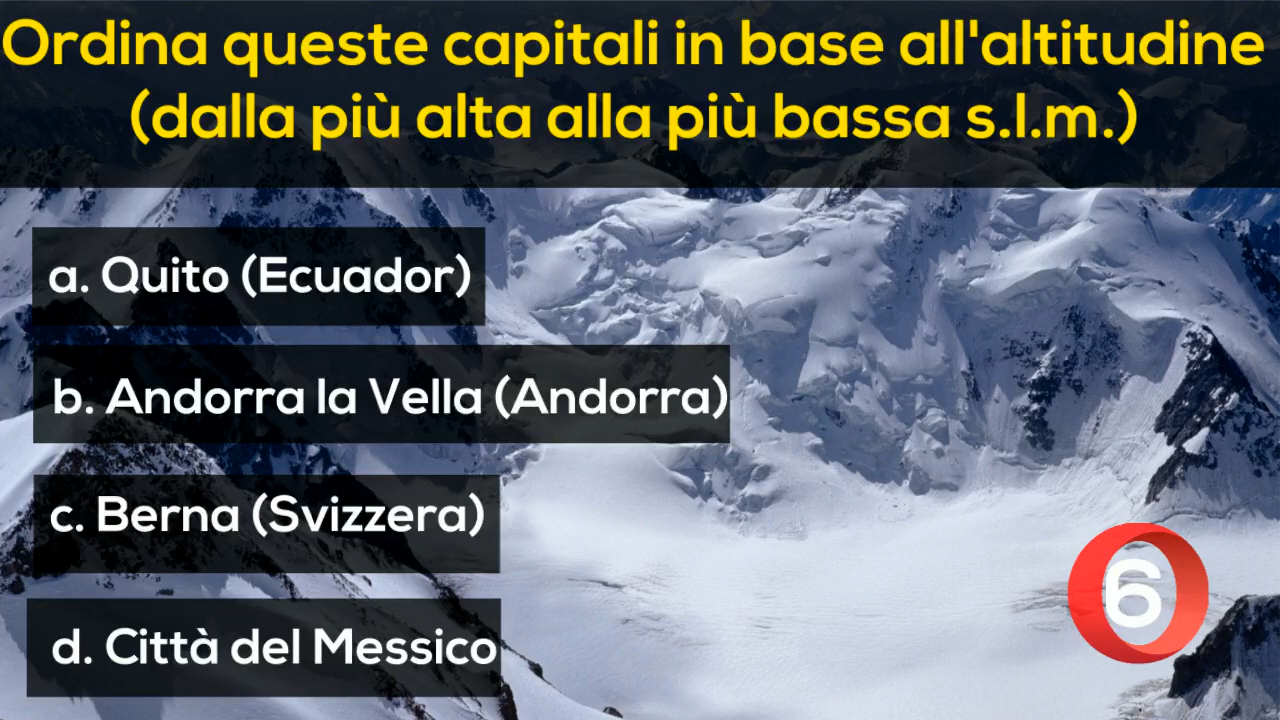 Ordina queste capitali in base all'altitudine
(dalla più alta alla più bassa s.l.m.)
a. Quito (Ecuador)
b. Andorra la Vella (Andorra)
c. Berna (Svizzera)
d. Città del Messico
6